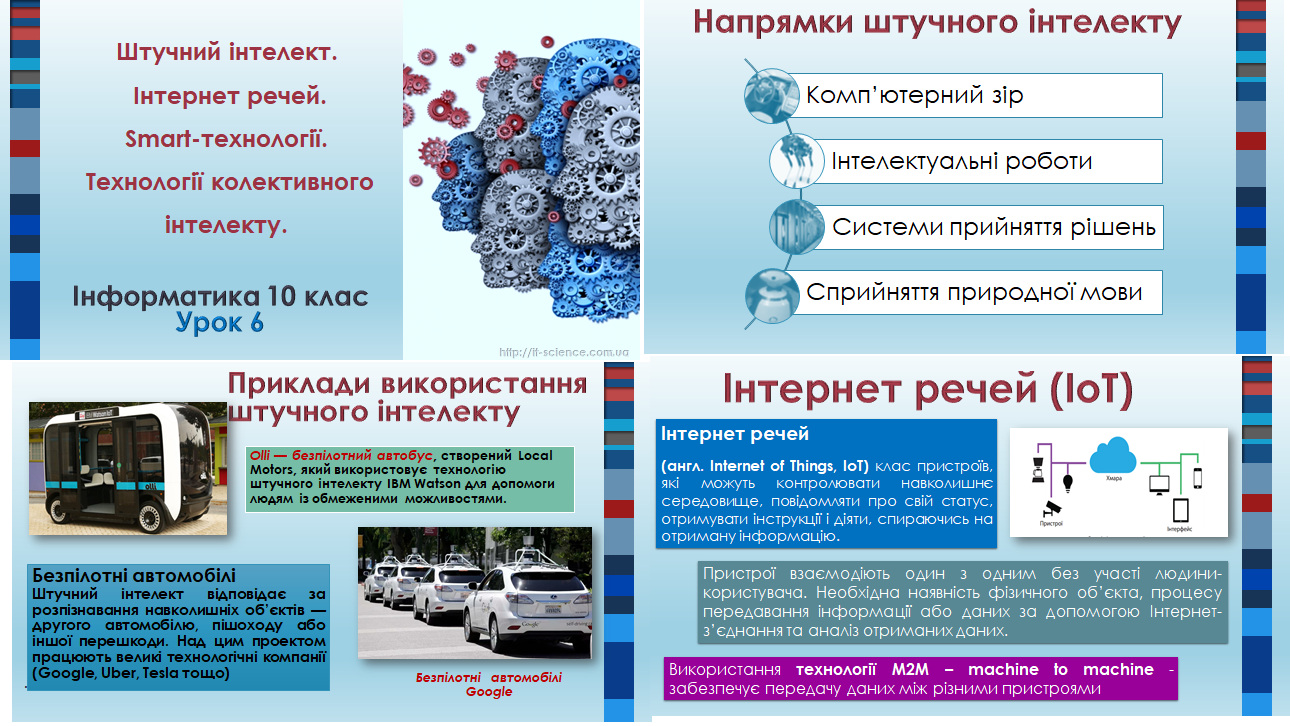 Штучний інтелект.
Інтернет речей.
Smart-технології.
Технології колективного
інтелекту.
Інформатика 10 клас
Урок 6
http://it-science.com.ua
Напрямки штучного інтелекту
Комп’ютерний зір
Інтелектуальні роботи
Системи прийняття рішень
Сприйняття природної мови
Приклади використання
штучного інтелекту
olli
Olli — безпілотний автобус, створений Local
Motors, який використовує технологію
штучного інтелекту IBM Watson для допомоги
людям із обмеженими можливостями.
Безпілотні автомобілі
Штучний інтелект відповідає за
розпізнавання навколишніх об’єктів —
другого автомобілю, пішоходу або
іншої перешкоди. Над цим проектом
працюють великі технологічні компанії
(Google, Uber, Tesla тощо)
Google
Безпілотні автомобілі
Google
Інтернет речей (IoT)
Інтернет речей
(англ. Internet of Things, IoT) клас пристроїв,
які можуть контролювати навколишнє
середовище, повідомляти про свій статус,
отримувати інструкції і діяти, спираючись на
отриману інформацію.
Хмара
Пристрої
Інтерфейс
Пристрої взаємодіють один з одним без участі людини-
користувача. Необхідна наявність фізичного об’єкта, процесу
передавання інформації або даних за допомогою Інтернет-
з’єднання та аналіз отриманих даних.
Використання технології M2M – machine to machine -
забезпечує передачу даних між різними пристроями